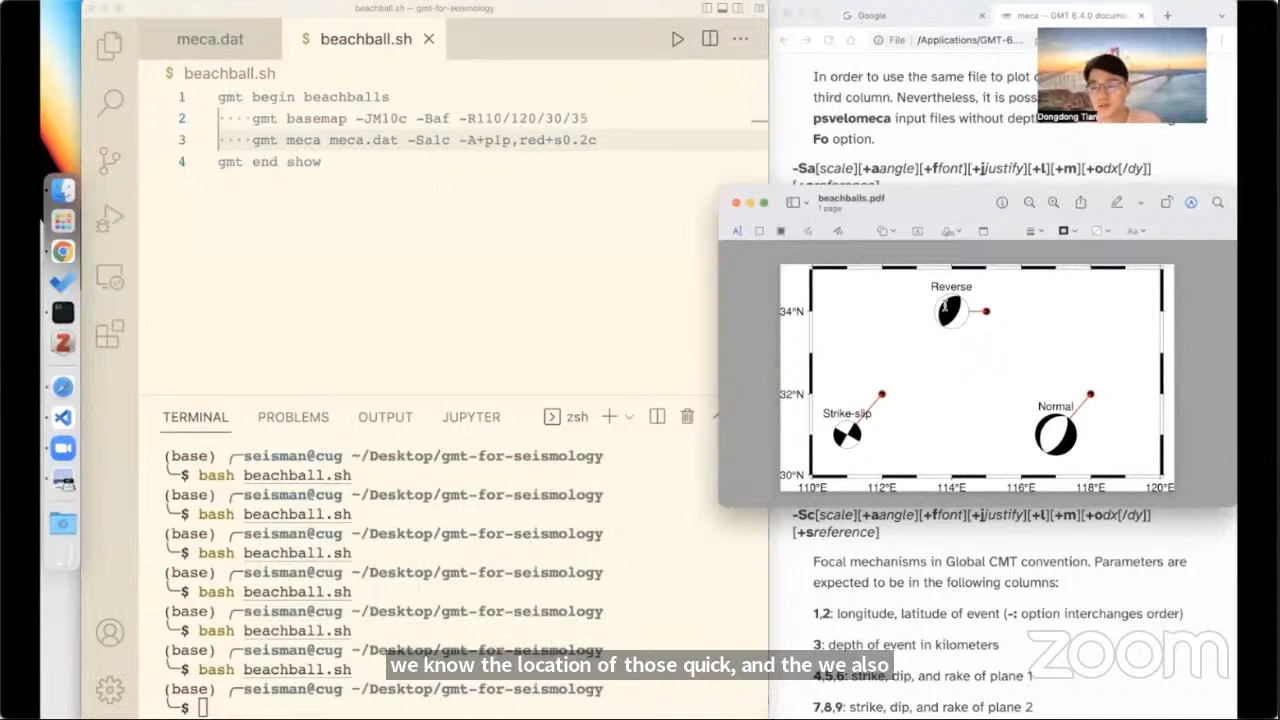 beachball.sh — gmt-for-seismology
meca.dat
$ beachball.sh
$ beachball.sh
1 gmt begin beachballs
2 ····gmt basemap -JM10c -Baf -R110/120/30/35
3 ····gmt meca meca.dat -Sa1c -A+p1p,red+s0.2c
4 gmt end show
TERMINAL PROBLEMS OUTPUT JUPYTER zsh
(base) ╭─seisman@cug ~/Desktop/gmt-for-seismology
╰─$ bash beachball.sh
(base) ╭─seisman@cug ~/Desktop/gmt-for-seismology
╰─$ bash beachball.sh
(base) ╭─seisman@cug ~/Desktop/gmt-for-seismology
╰─$ bash beachball.sh
(base) ╭─seisman@cug ~/Desktop/gmt-for-seismology
╰─$ bash beachball.sh
(base) ╭─seisman@cug ~/Desktop/gmt-for-seismology
╰─$ bash beachball.sh
(base) ╭─seisman@cug ~/Desktop/gmt-for-seismology
╰─$ bash beachball.sh
(base) ╭─seisman@cug ~/Desktop/gmt-for-seismology
╰─$
Google
meca — GMT 6.4.0 docume
File /Applications/GMT-6....
Dongdong Tian
In order to use the same file to plot
third column. Nevertheless, it is
psvelomeca input files without
Fo option.
-Sa[scale][+aangle][+ffont][+jjustify][+l][+m][+odx[/dy]]
beachballs.pdf
1 page
Reverse
34°N
32°N
Strike-slip
Normal
30°N
110°E 112°E 114°E 116°E 118°E 120°E
-Sc[scale][+aangle][+ffont][+jjustify][+l][+m][+odx[/dy]]
[+sreference]
Focal mechanisms in Global CMT convention. Parameters are
expected to be in the following columns:
1,2: longitude, latitude of event (-: option interchanges order)
3: depth of event in kilometers
4,5,6: strike, dip, and rake of plane 1
7,8,9: strike, dip, and rake of plane 2
zoom
we know the location of those quick, and the we also